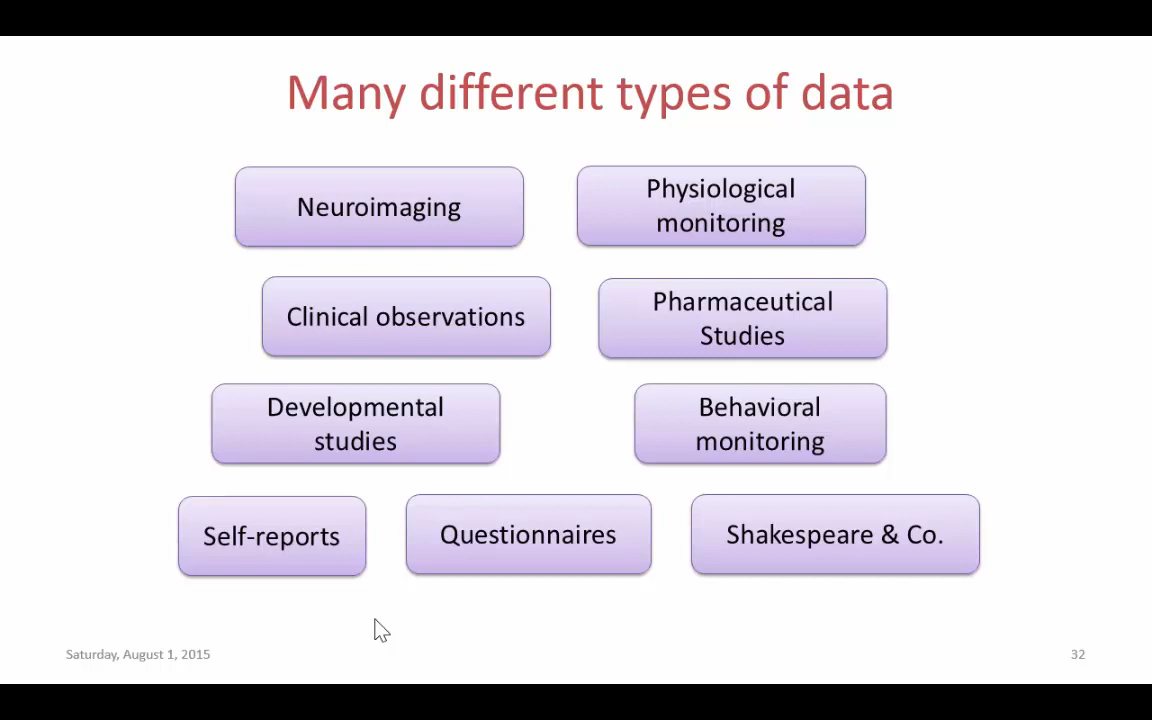 Many different types of data
Neuroimaging
Physiological
monitoring
Clinical observations
Pharmaceutical
Studies
Developmental
studies
Behavioral
monitoring
Self-reports
Questionnaires
Shakespeare & Co.
Saturday, August 1, 2015
32